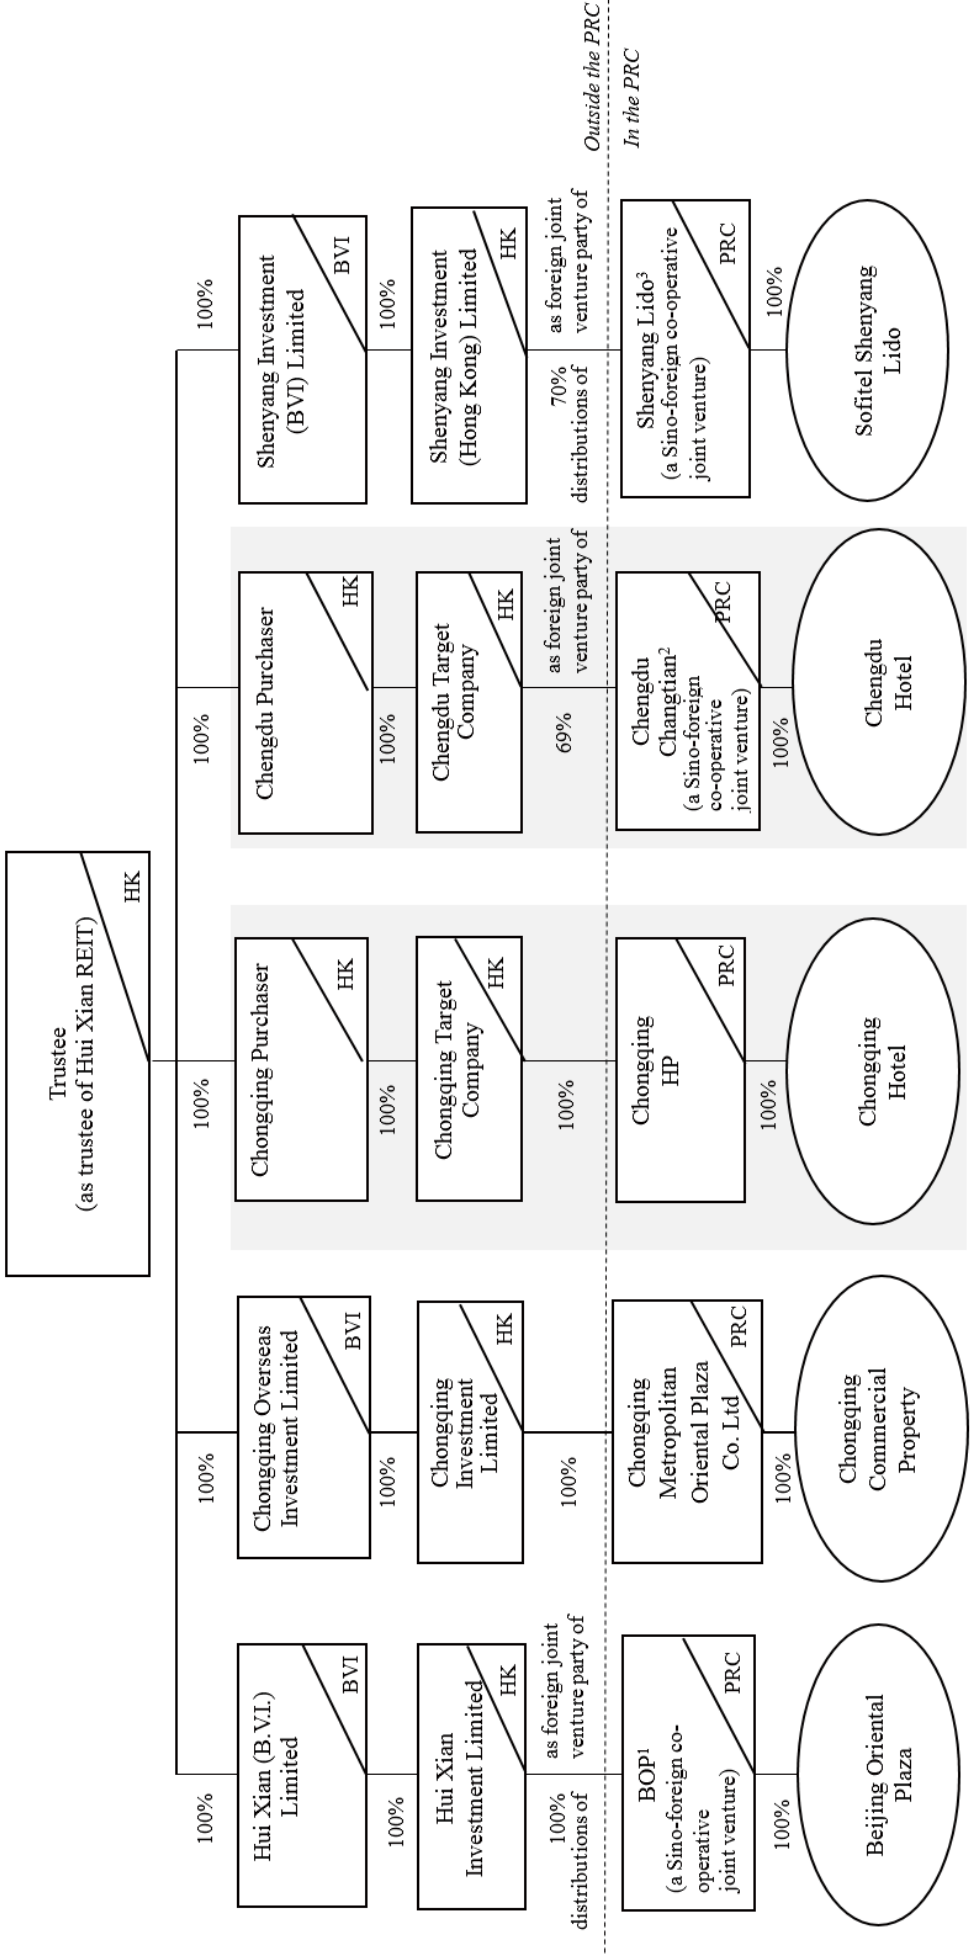 Trustee
(as trustee of Hui Xian REIT)
HK
100%
Hui Xian (B.V.I.)
Limited
BVI
100%
Hui Xian
Investment Limited
HK
100%
distributions of
as foreign joint
venture party of
BOP¹
(a Sino-foreign co-
operative
joint venture)
PRC
100%
Beijing Oriental
Plaza
100%
Chongqing Overseas
Investment Limited
BVI
100%
Chongqing
Investment
Limited
HK
100%
Chongqing
Metropolitan
Oriental Plaza
Co. Ltd
PRC
100%
Chongqing
Commercial
Property
100%
Chongqing Purchaser
HK
100%
Chongqing Target
Company
HK
100%
Chongqing
HP
PRC
100%
Chongqing
Hotel
100%
Chengdu Purchaser
HK
100%
Chengdu Target
Company
HK
69%
as foreign joint
venture party of
Chengdu
Changtian²
(a Sino-foreign
co-operative
joint venture)
PRC
100%
Chengdu
Hotel
100%
Shenyang Investment
(BVI) Limited
BVI
100%
Shenyang Investment
(Hong Kong) Limited
HK
70%
distributions of
as foreign joint
venture party of
Shenyang Lido³
(a Sino-foreign co-operative
joint venture)
PRC
100%
Sofitel Shenyang
Lido
Outside the PRC
In the PRC